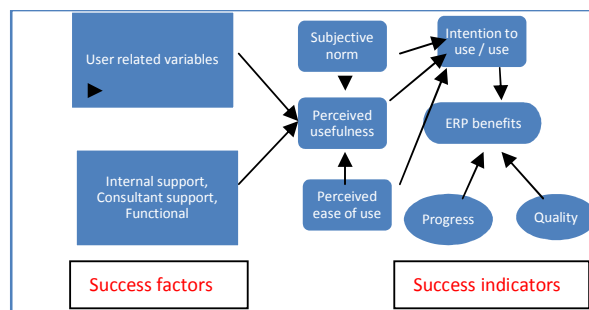 User related variables
Subjective
norm
Intention to
use / use
Perceived
usefulness
ERP benefits
Internal support,
Consultant support,
Functional
Perceived
ease of use
Progress
Quality
Success factors
Success indicators